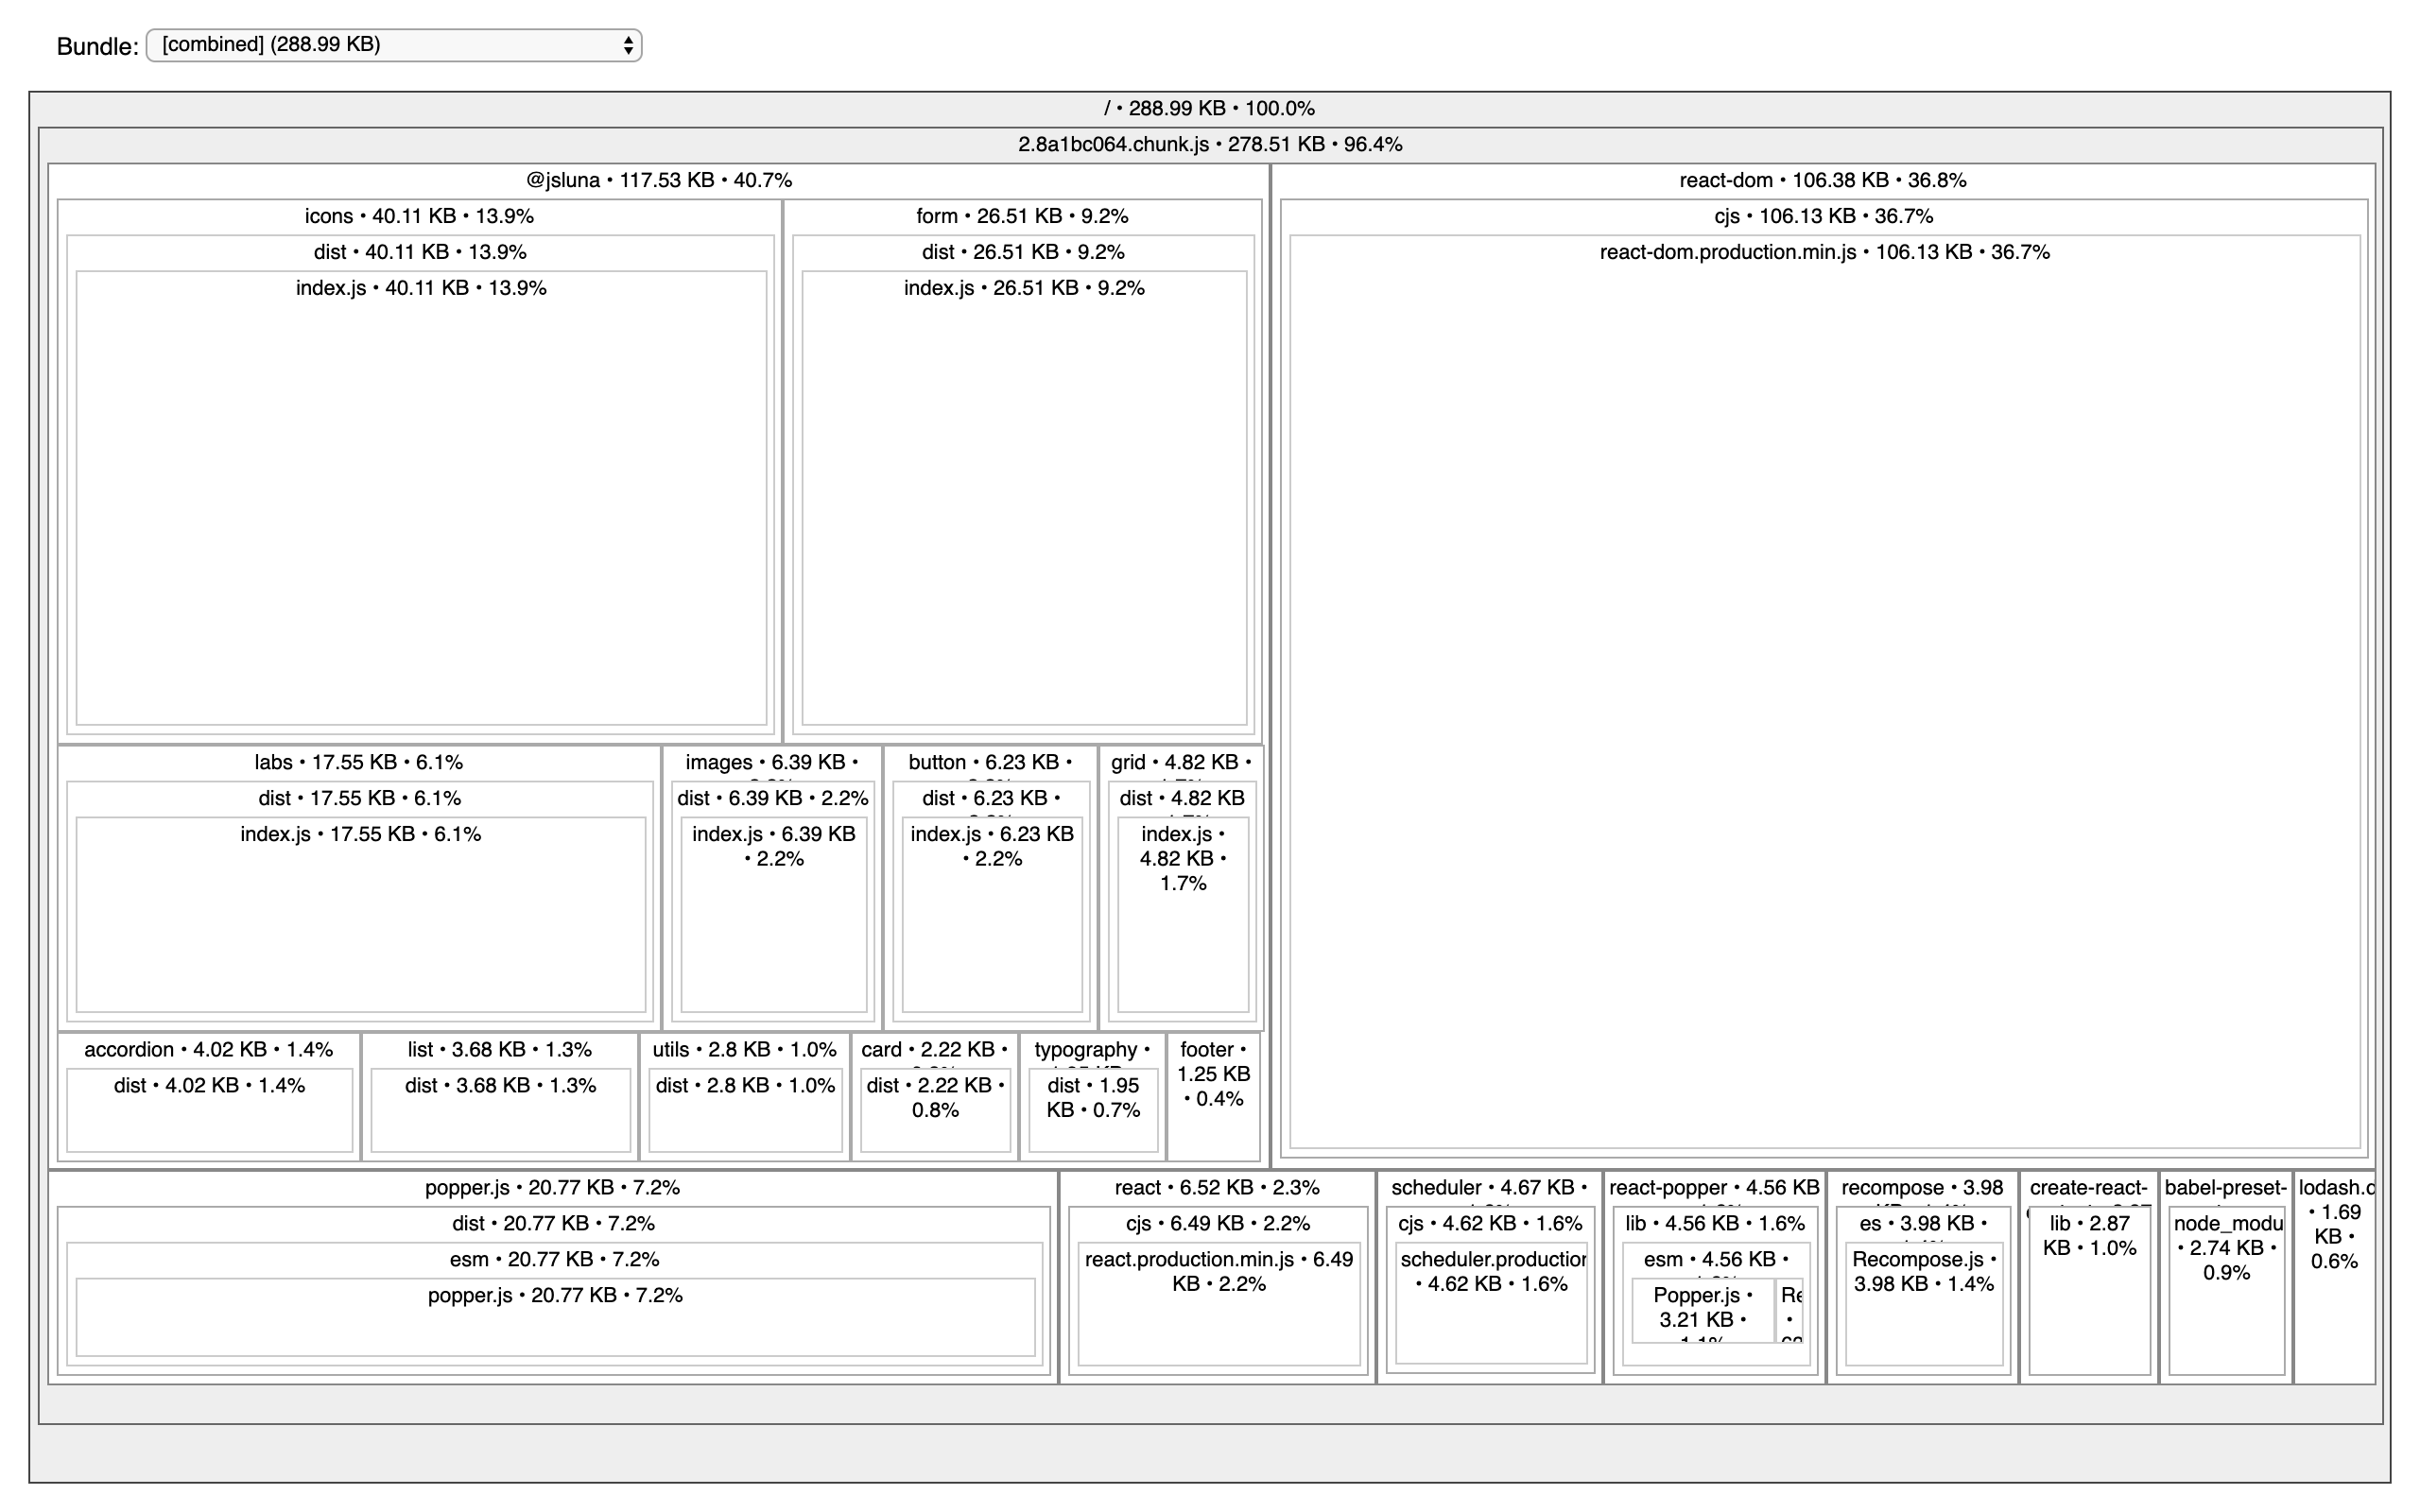 Bundle: [combined] (288.99 KB)
/ • 288.99 KB • 100.0%
2.8a1bc064.chunk.js • 278.51 KB • 96.4%
@jsluna • 117.53 KB • 40.7%
icons • 40.11 KB • 13.9%
dist • 40.11 KB • 13.9%
index.js • 40.11 KB • 13.9%
form • 26.51 KB • 9.2%
dist • 26.51 KB • 9.2%
index.js • 26.51 KB • 9.2%
labs • 17.55 KB • 6.1%
dist • 17.55 KB • 6.1%
index.js • 17.55 KB • 6.1%
images • 6.39 KB •
dist • 6.39 KB • 2.2%
index.js • 6.39 KB
• 2.2%
button • 6.23 KB •
dist • 6.23 KB •
index.js • 6.23 KB
• 2.2%
grid • 4.82 KB •
dist • 4.82 KB
index.js •
4.82 KB •
1.7%
accordion • 4.02 KB • 1.4%
dist • 4.02 KB • 1.4%
list • 3.68 KB • 1.3%
dist • 3.68 KB • 1.3%
utils • 2.8 KB • 1.0%
dist • 2.8 KB • 1.0%
card • 2.22 KB •
dist • 2.22 KB •
0.8%
typography •
dist • 1.95
KB • 0.7%
footer •
1.25 KB
• 0.4%
react-dom • 106.38 KB • 36.8%
cjs • 106.13 KB • 36.7%
react-dom.production.min.js • 106.13 KB • 36.7%
popper.js • 20.77 KB • 7.2%
dist • 20.77 KB • 7.2%
esm • 20.77 KB • 7.2%
popper.js • 20.77 KB • 7.2%
react • 6.52 KB • 2.3%
cjs • 6.49 KB • 2.2%
react.production.min.js • 6.49
KB • 2.2%
scheduler • 4.67 KB •
cjs • 4.62 KB • 1.6%
scheduler.production
• 4.62 KB • 1.6%
react-popper • 4.56 KB
lib • 4.56 KB • 1.6%
esm • 4.56 KB •
Popper.js •
3.21 KB •
1.1%
Re
•
recompose • 3.98
es • 3.98 KB •
Recompose.js •
3.98 KB • 1.4%
create-react-
lib • 2.87
KB • 1.0%
babel-preset-
node_modu
• 2.74 KB •
0.9%
lodash.d
• 1.69
KB •
0.6%